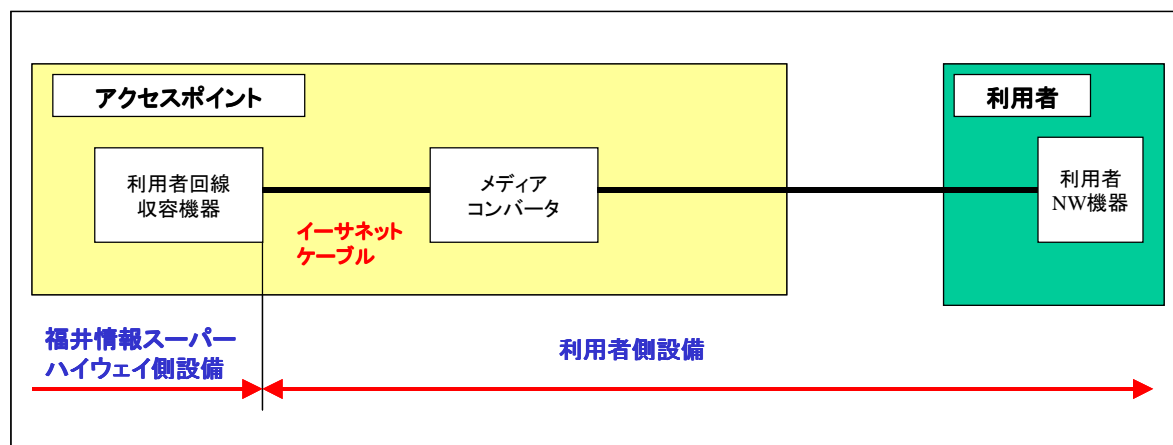 アクセスポイント
利用者
利用者回線
収容機器
メディア
コンバータ
利用者
NW機器
イーサネット
ケーブル
福井情報スーパー
ハイウェイ側設備
利用者側設備